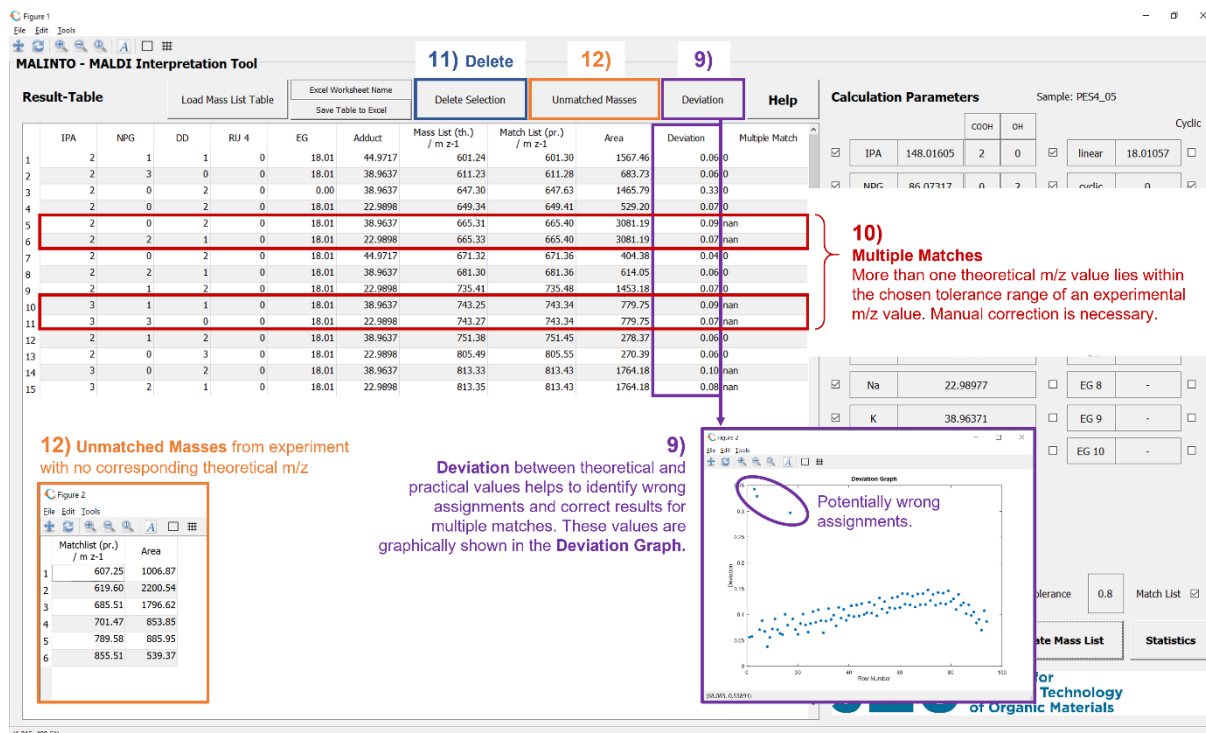 Figure 1
File Edit Tools
MALINTO - MALDI Interpretation Tool
11) Delete
12)
9)
Result-Table
Load Mass List Table
Excel Worksheet Name
Save Table to Excel
Delete Selection
Unmatched Masses
Deviation
Help
Calculation Parameters
Sample: PES4_05
IPA NPG DD RU 4 EG Adduct Mass List (th.) / m z-1 Match List (pr.) / m z-1 Area Deviation Multiple Match
1 2 1 1 0 18.01 44.9717 601.24 601.30 1567.46 0.06 0
2 2 3 0 0 18.01 38.9637 611.23 611.28 683.73 0.06 0
3 2 0 2 0 0.00 38.9637 647.30 647.63 1465.79 0.33 0
4 2 0 2 0 18.01 22.9898 649.34 649.41 529.20 0.07 0
5 2 0 2 0 18.01 38.9637 665.31 665.40 3081.19 0.09 nan
6 2 2 1 0 18.01 22.9898 665.33 665.40 3081.19 0.07 nan
7 2 0 2 0 18.01 44.9717 671.32 671.36 404.38 0.04 0
8 2 2 1 0 18.01 38.9637 681.30 681.36 614.05 0.06 0
9 2 1 2 0 18.01 22.9898 735.41 735.48 1453.18 0.07 0
10 3 1 1 0 18.01 38.9637 743.25 743.34 779.75 0.09 nan
11 3 3 0 0 18.01 22.9898 743.27 743.34 779.75 0.07 nan
12 2 1 2 0 18.01 38.9637 751.38 751.45 278.37 0.06 0
13 2 0 3 0 18.01 22.9898 805.49 805.55 270.39 0.06 0
14 3 0 2 0 18.01 38.9637 813.33 813.43 1764.18 0.10 nan
15 3 2 1 0 18.01 22.9898 813.35 813.43 1764.18 0.08 nan
COOH OH
Cyclic
IPA 148.01605 2 0 linear 18.01057
NPG 86.07317 0 2 cyclic 0
10)
Multiple Matches
More than one theoretical m/z value lies within
the chosen tolerance range of an experimental
m/z value. Manual correction is necessary.
Na 22.98977 EG 8 -
K 38.96371 EG 9 -
EG 10 -
12) Unmatched Masses from experiment
with no corresponding theoretical m/z
Figure 2
File Edit Tools
Matchlist (pr.) / m z-1 Area
1 607.25 1006.87
2 619.60 2200.54
3 685.51 1796.62
4 701.47 853.85
5 789.58 885.95
6 855.51 539.37
9)
Deviation between theoretical and
practical values helps to identify wrong
assignments and correct results for
multiple matches. These values are
graphically shown in the Deviation Graph.
Figure 2
File Edit Tools
Deviation Graph
Potentially wrong
assignments.
0.35
0.3
0.25
0.2
0.15
0.1
0.05
0
Deviation
0 20 40 60 80 100
Row Number
olerance 0.8 Match List
ate Mass List
Statistics
for
Technology
of Organic Materials